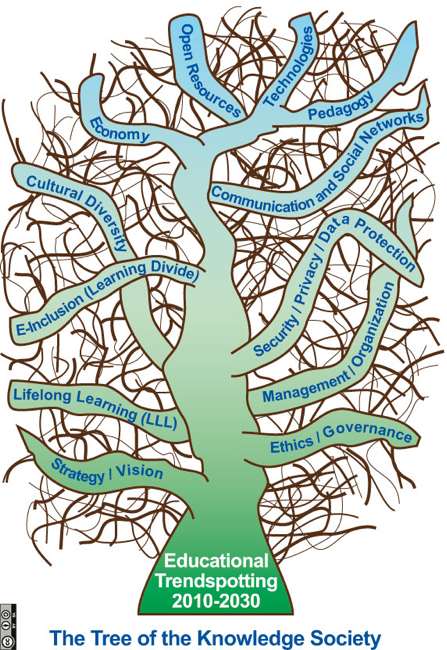 Open Resources
Technologies
Economy
Pedagogy
Cultural Diversity
Communication and Social Networks
E-Inclusion (Learning Divide)
Security / Privacy / Data Protection
Management / Organization
Lifelong Learning (LLL)
Ethics / Governance
Strategy / Vision
Educational
Trendspotting
2010-2030
The Tree of the Knowledge Society